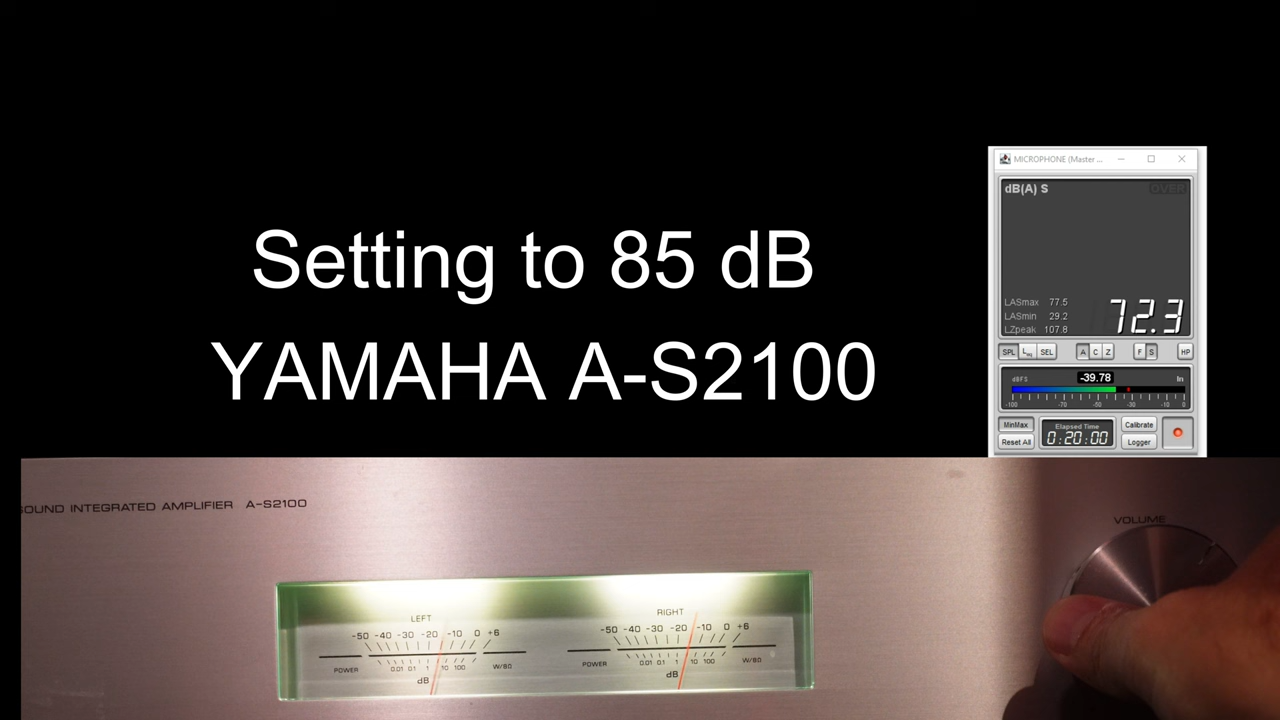 MICROPHONE (Master ...
dB(A) S
OVER
Setting to 85 dB
YAMAHA A-S2100
LASmax 77.5
LASmin 29.2
LZpeak 107.8
72.3
SPL Leq SEL A C Z F S HP
dBFS -39.78 In
-100 -70 -50 -30 -10 0
MinMax
Elapsed Time
Calibrate
Reset All
0:20:00
Logger
SOUND INTEGRATED AMPLIFIER A-S2100
VOLUME
LEFT
-50 -40 -30 -20 -10 0 +6
0.01 0.1 1 10 100
POWER
W/8Ω
dB
RIGHT
-50 -40 -30 -20 -10 0 +6
0.01 0.1 1 10 100
POWER
W/8Ω
dB